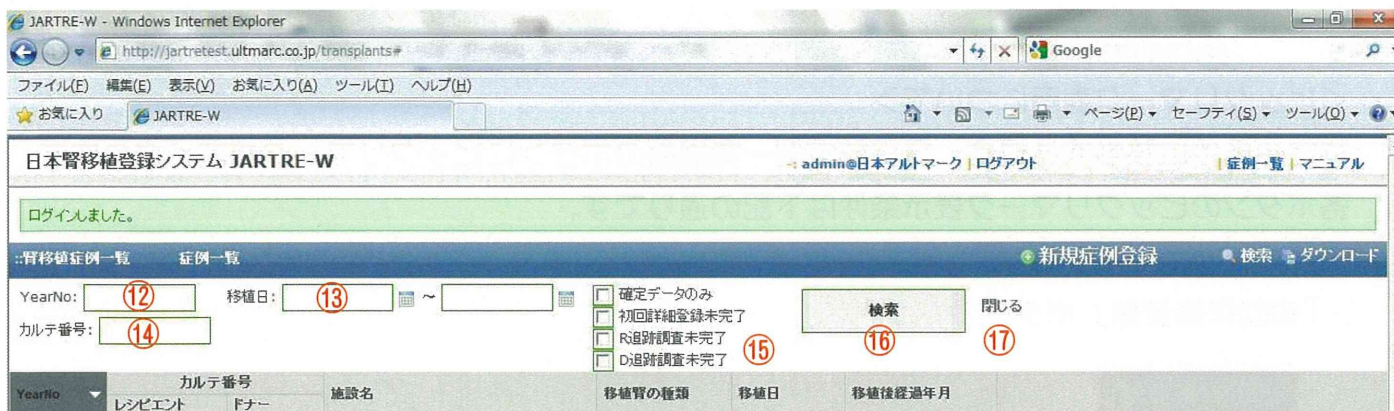 JARTRE-W - Windows Internet Explorer
http://jartretest.ultmarc.co.jp/transplants# Google
ファイル(F) 編集(E) 表示(V) お気に入り(A) ツール(T) ヘルプ(H)
お気に入り JARTRE-W ページ(P) セーフティ(S) ツール(O)
日本腎移植登録システム JARTRE-W admin@日本アルトマーク | ログアウト | 症例一覧 | マニュアル
ログインしました。
::腎移植症例一覧 症例一覧 新規症例登録 検索 ダウンロード
YearNo: ⑫ 移植日: ⑬ ~ 確定データのみ
初回詳細登録未完了 検索 閉じる
カルテ番号: ⑭ R追跡調査未完了 ⑮ ⑯ ⑰
D追跡調査未完了
YearNo カルテ番号 施設名 移植腎の種類 移植日 移植後経過年月
レシピエント ドナー